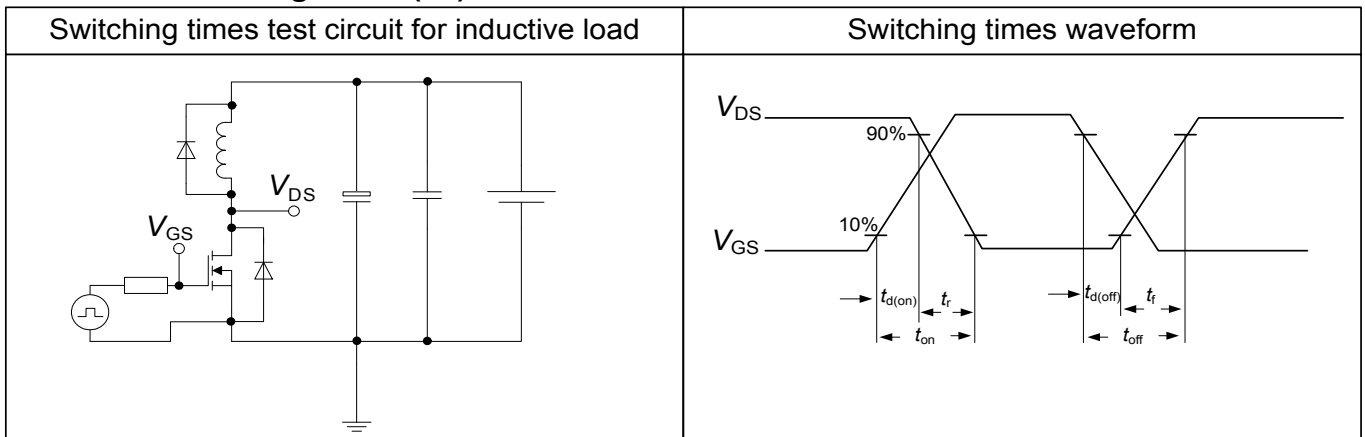 Switching times test circuit for inductive load
Switching times waveform
VDS
VGS
VDS
90%
10%
VGS
td(on) tr
ton
td(off) tf
toff